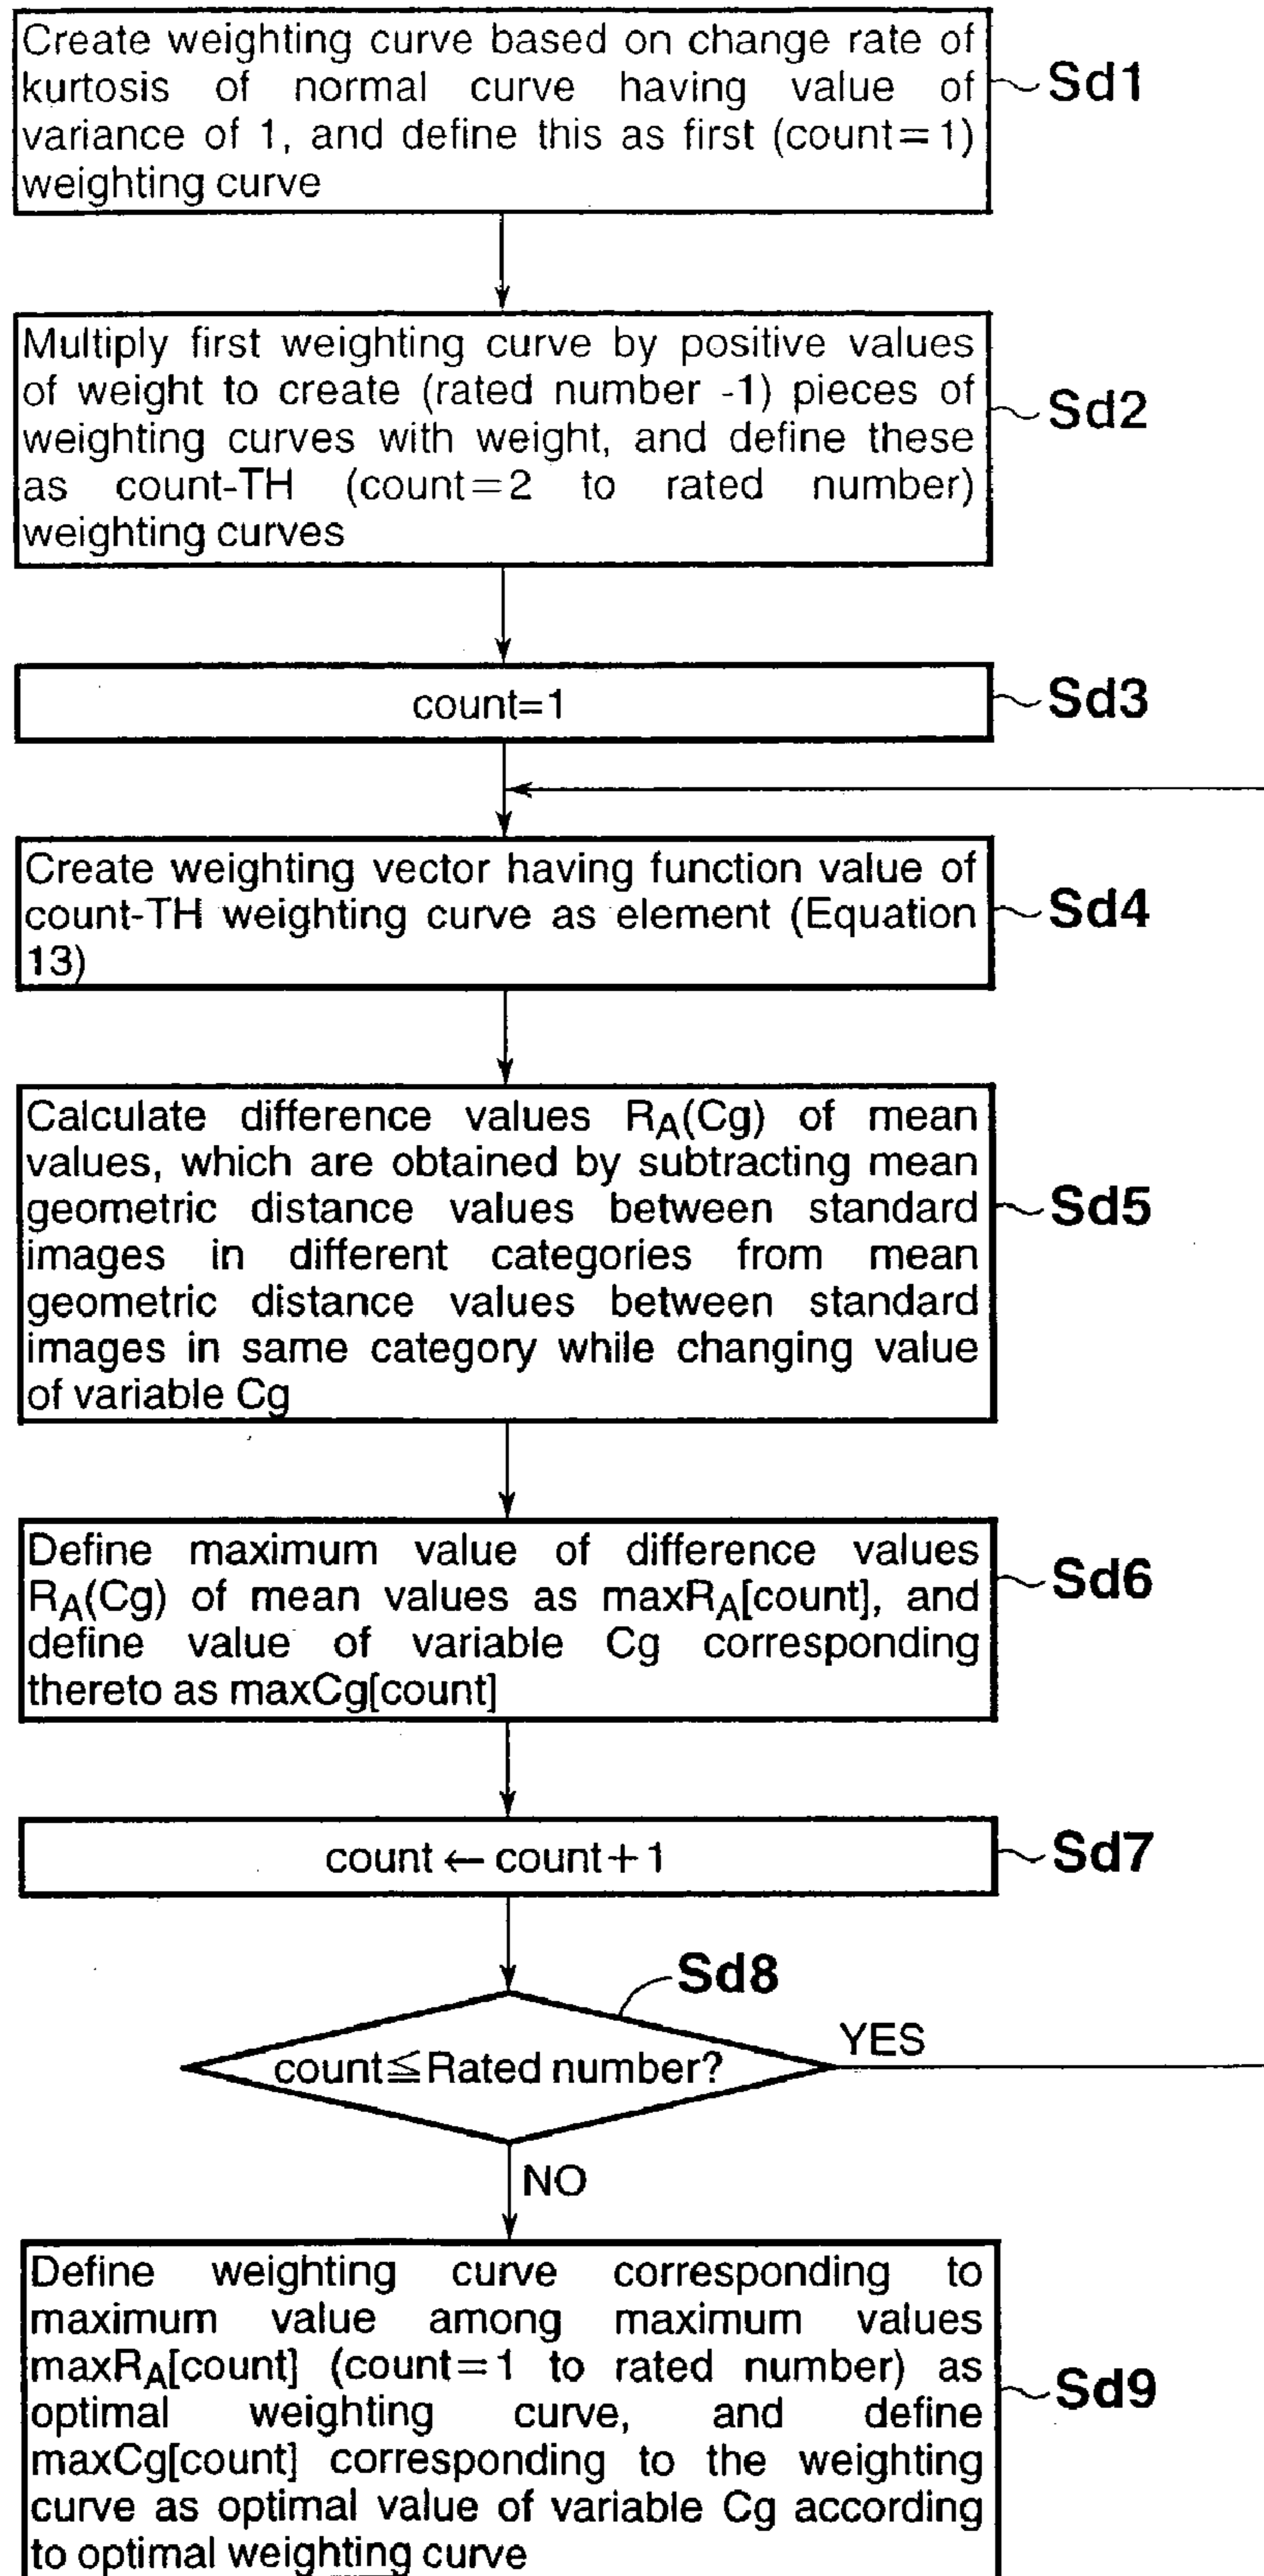 Create weighting curve based on change rate of
kurtosis of normal curve having value of
variance of 1, and define this as first (count=1)
weighting curve
Sd1
Multiply first weighting curve by positive values
of weight to create (rated number -1) pieces of
weighting curves with weight, and define these
as count-TH (count=2 to rated number)
weighting curves
Sd2
count=1
Sd3
Create weighting vector having function value of
count-TH weighting curve as element (Equation
13)
Sd4
Calculate difference values RA(Cg) of mean
values, which are obtained by subtracting mean
geometric distance values between standard
images in different categories from mean
geometric distance values between standard
images in same category while changing value
of variable Cg
Sd5
Define maximum value of difference values
RA(Cg) of mean values as maxRA[count], and
define value of variable Cg corresponding
thereto as maxCg[count]
Sd6
count ← count+1
Sd7
Sd8
count≦Rated number?
YES
NO
Define weighting curve corresponding to
maximum value among maximum values
maxRA[count] (count=1 to rated number) as
optimal weighting curve, and define
maxCg[count] corresponding to the weighting
curve as optimal value of variable Cg according
to optimal weighting curve
Sd9